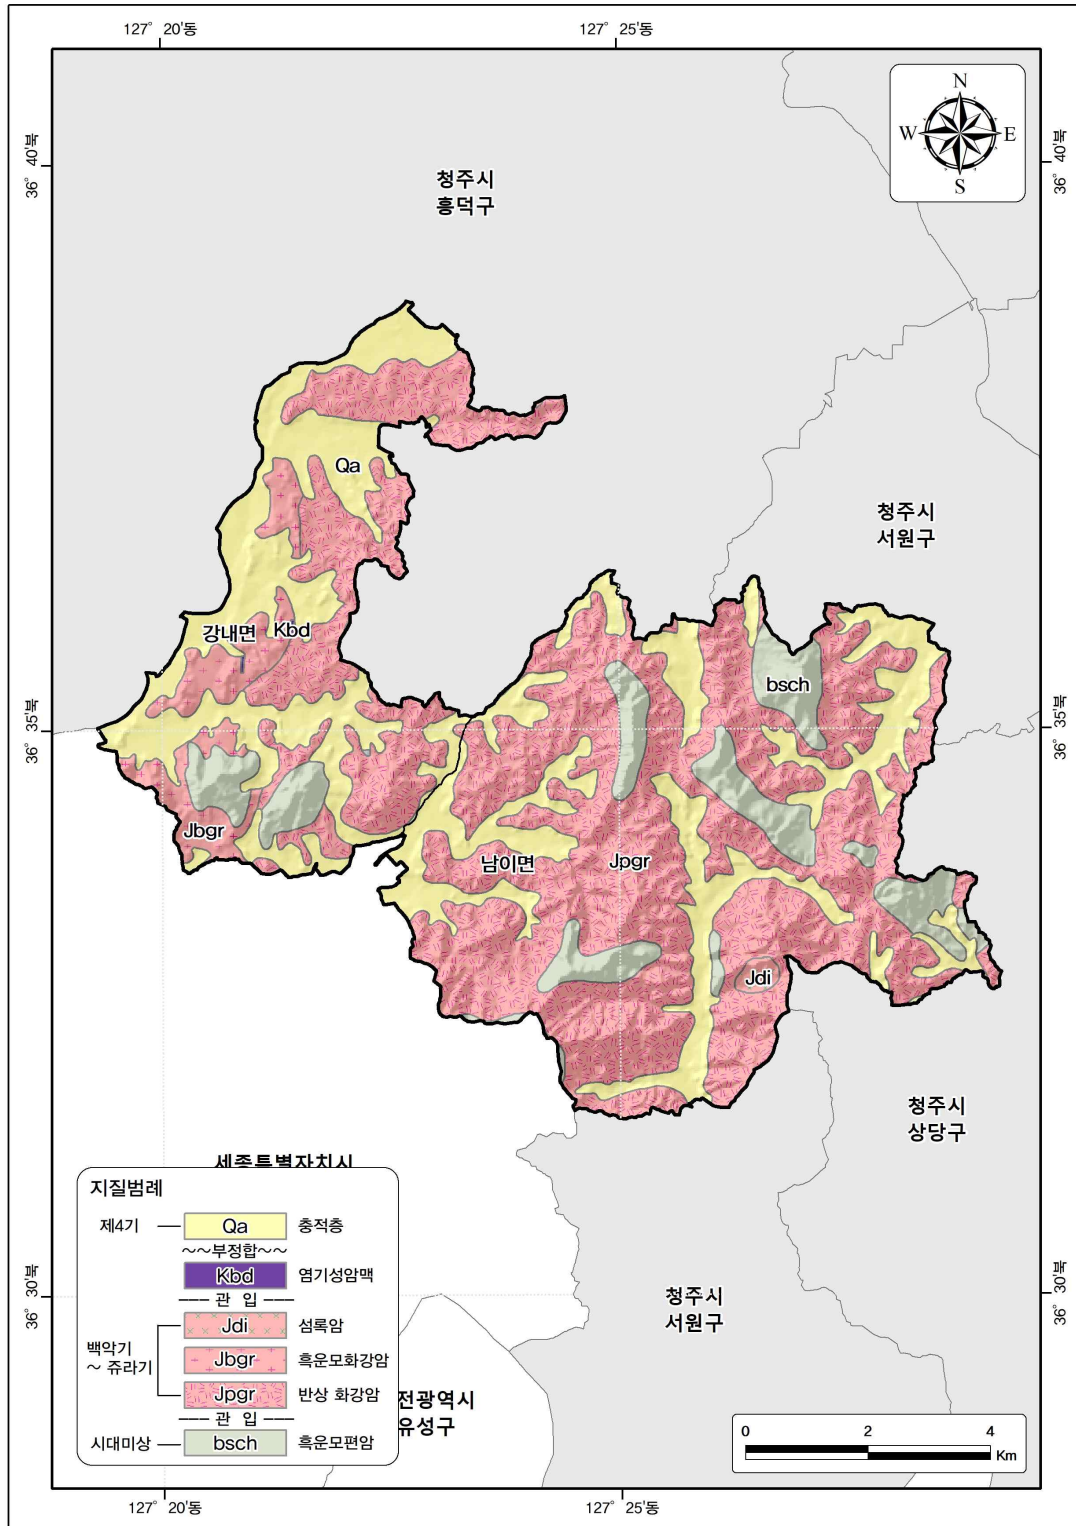 127° 20'동
127° 25'동
N
W
E
S
36° 40'북
36° 40'북
청주시
흥덕구
Qa
청주시
서원구
강내면
Kbd
bsch
36° 35'북
36° 35'북
Jbgr
남이면
Jpgr
Jdi
청주시
상당구
세종특별자치시
지질범례
제4기
Qa
충적층
~~부정합~~
Kbd
염기성암맥
--- 관 입 ---
Jdi
섬록암
백악기
~ 쥬라기
Jbgr
흑운모화강암
Jpgr
반상 화강암
--- 관 입 ---
시대미상
bsch
흑운모편암
36° 30'북
36° 30'북
청주시
서원구
전광역시
유성구
0
2
4
Km
127° 20'동
127° 25'동